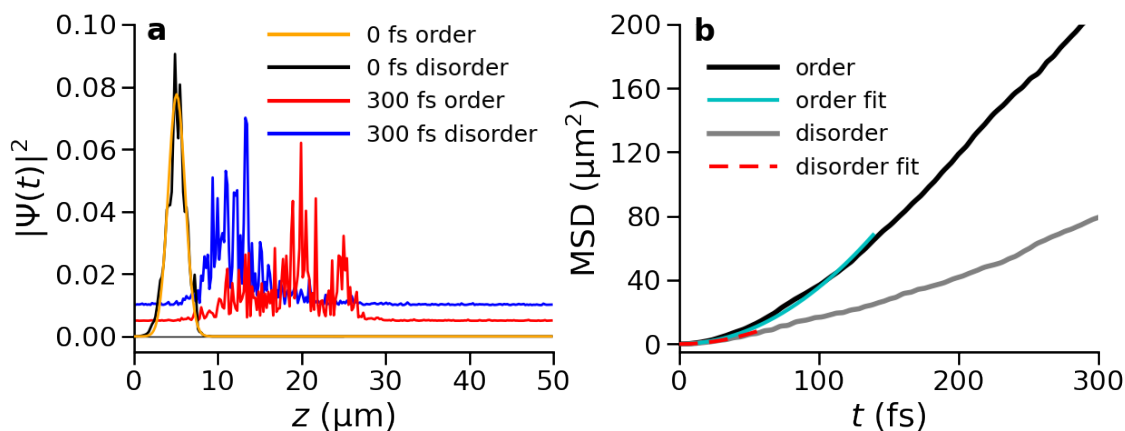 a
0 fs order
0 fs disorder
300 fs order
300 fs disorder
0.10
0.08
0.06
0.04
0.02
0.00
|Ψ(t)|²
0 10 20 30 40 50
z (μm)
b
order
order fit
disorder
disorder fit
200
160
120
80
40
0
MSD (μm²)
0 100 200 300
t (fs)